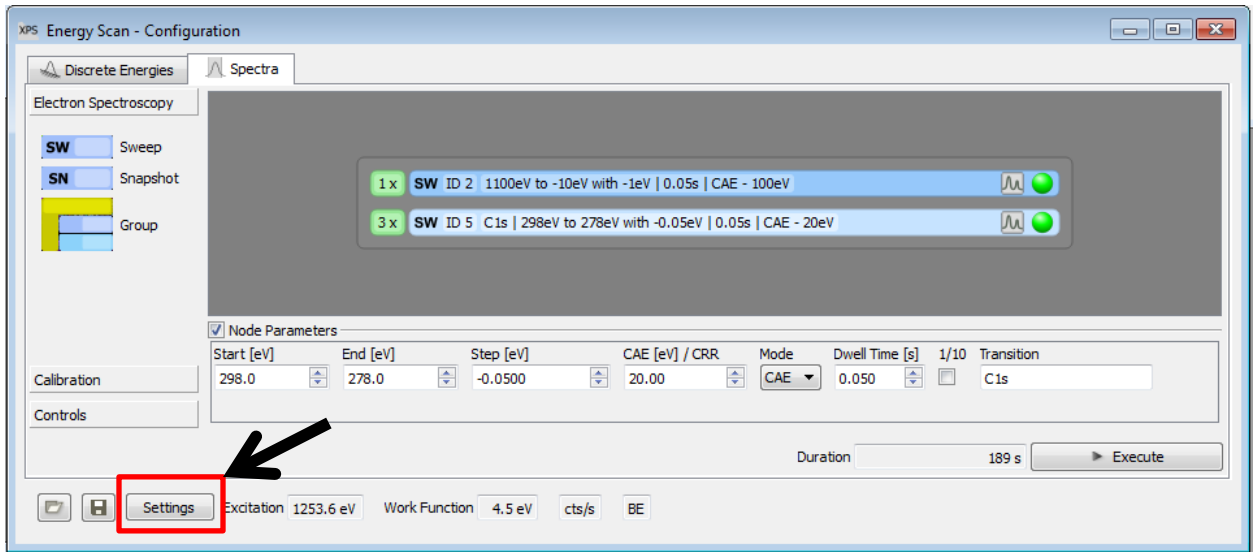 XPS Energy Scan - Configuration
Discrete Energies Spectra
Electron Spectroscopy
SW Sweep
SN Snapshot
Group
1 x SW ID 2 1100eV to -10eV with -1eV | 0.05s | CAE - 100eV
3 x SW ID 5 C1s | 298eV to 278eV with -0.05eV | 0.05s | CAE - 20eV
Node Parameters
Start [eV] End [eV] Step [eV] CAE [eV] / CRR Mode Dwell Time [s] 1/10 Transition
298.0 278.0 -0.0500 20.00 CAE 0.050 C1s
Calibration
Controls
Duration 189 s Execute
Settings Excitation 1253.6 eV Work Function 4.5 eV cts/s BE